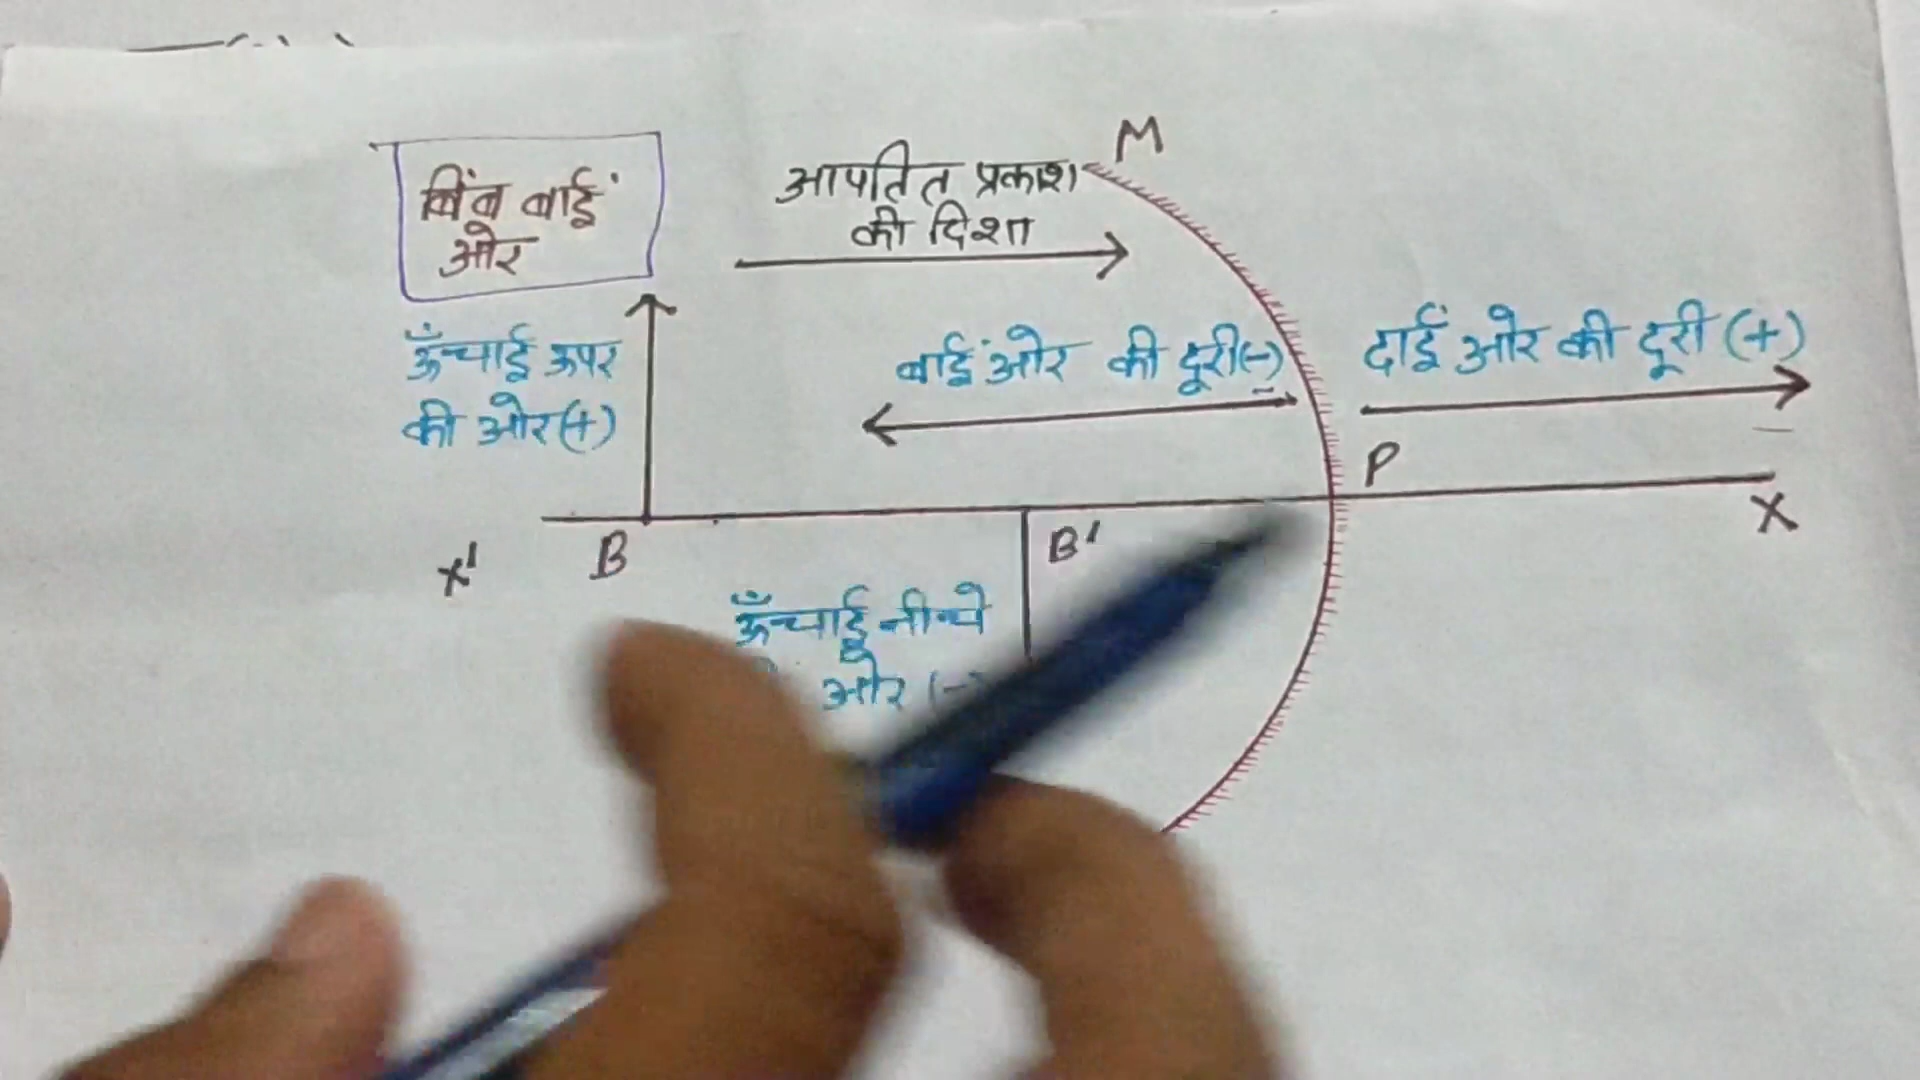 M
बिंब बाईं
ओर
आपतित प्रकाश
की दिशा
ऊँचाई ऊपर
की ओर(+)
बाईं ओर की दूरी(-)
दाईं ओर की दूरी (+)
P
X
X'
B
B'
ऊँचाई नीचे
ओर (-)